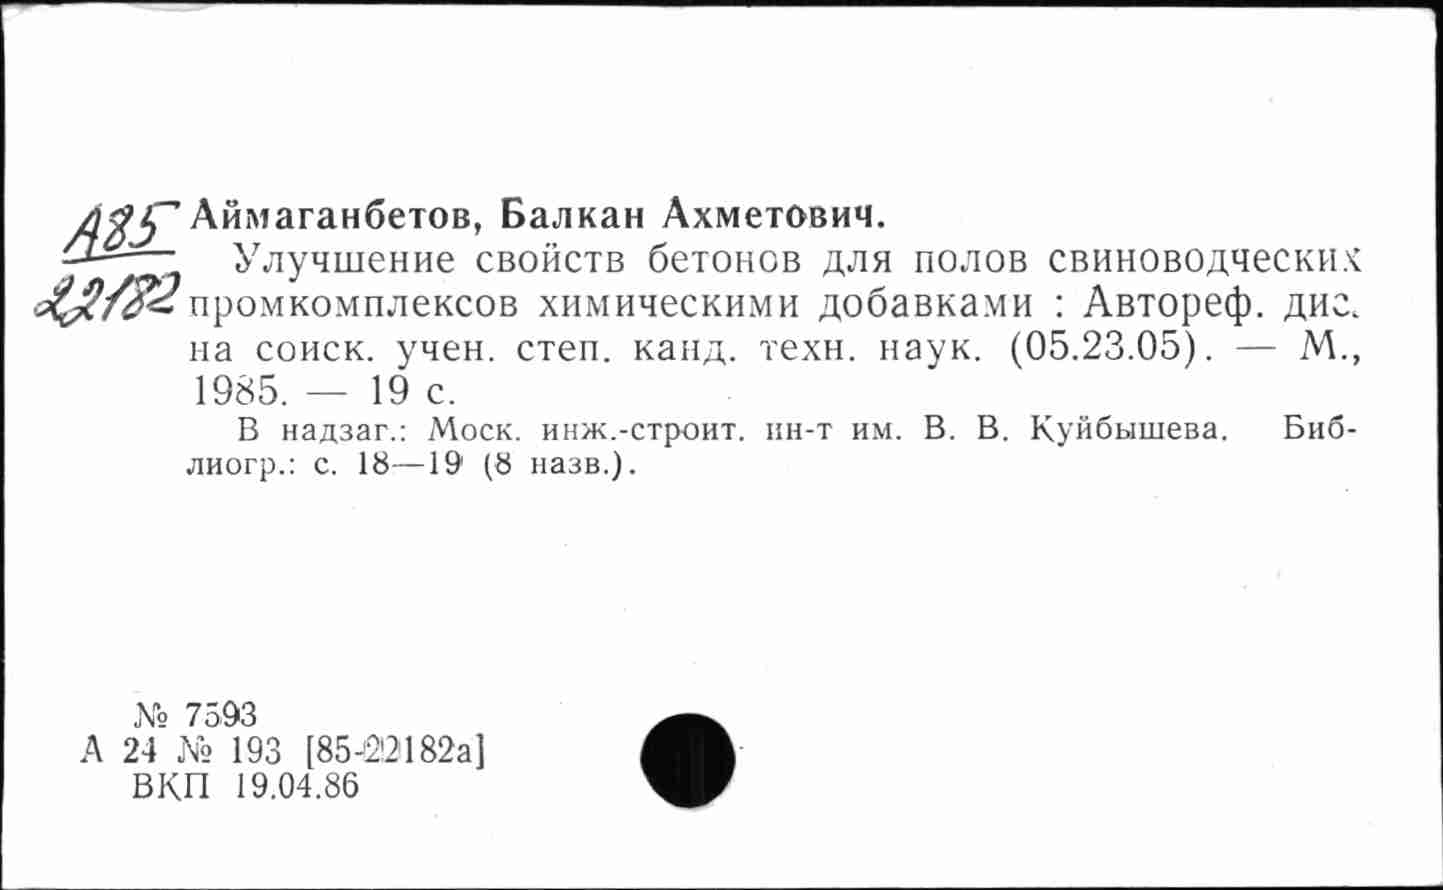 А85 Аймаганбетов, Балкан Ахметович.
Улучшение свойств бетонов для полов свиноводческих
22182 промкомплексов химическими добавками : Автореф. дис.
на соиск. учен. степ. канд. техн. наук. (05.23.05). — М.,
1985. — 19 с.
В надзаг.: Моск. инж.-строит. ин-т им. В. В. Куйбышева. Биб-
лиогр.: с. 18—19 (8 назв.).
№ 7593
А 24 № 193 [85-22182а]
ВКП 19.04.86